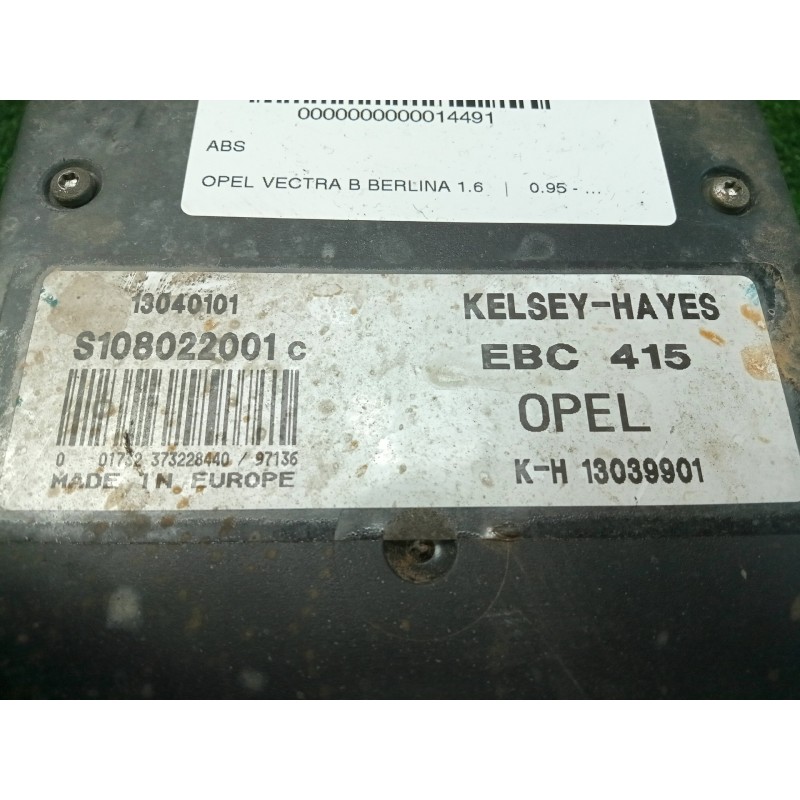 0000000000014491
ABS
OPEL VECTRA B BERLINA 1.6 | 0.95 - ...
13040101
S108022001 C
0 01732 373228440 / 97136
MADE IN EUROPE
KELSEY-HAYES
EBC 415
OPEL
K-H 13039901